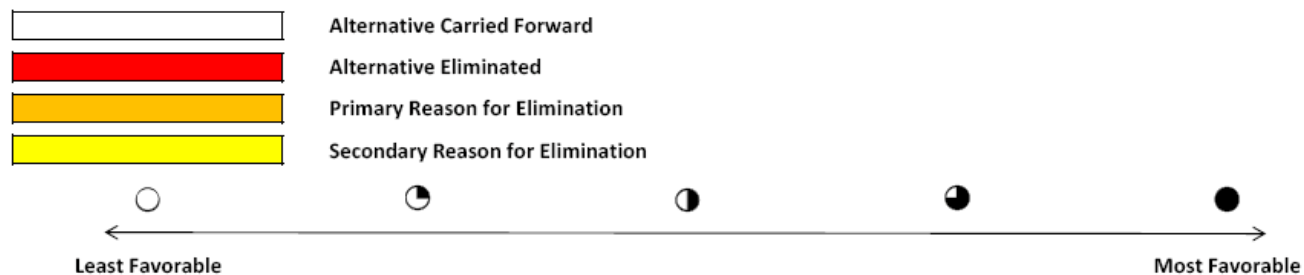 Alternative Carried Forward
Alternative Eliminated
Primary Reason for Elimination
Secondary Reason for Elimination
Least Favorable Most Favorable